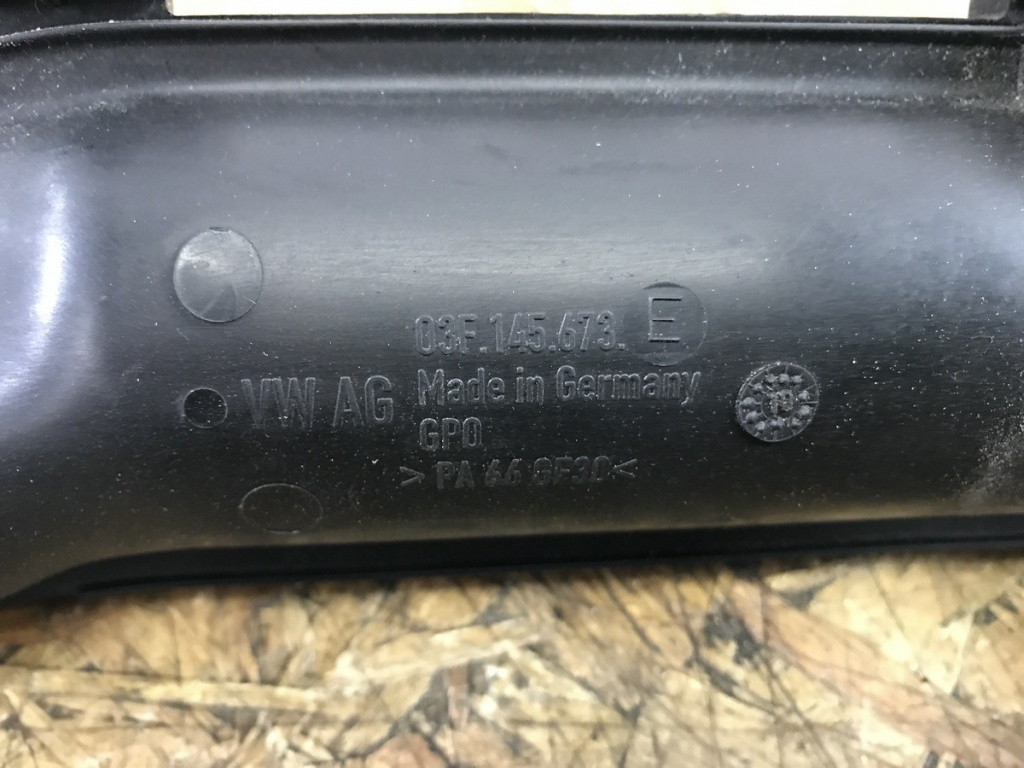 03F.145.673. E
VW AG
Made in Germany
GPO
>PA 66 GF30<